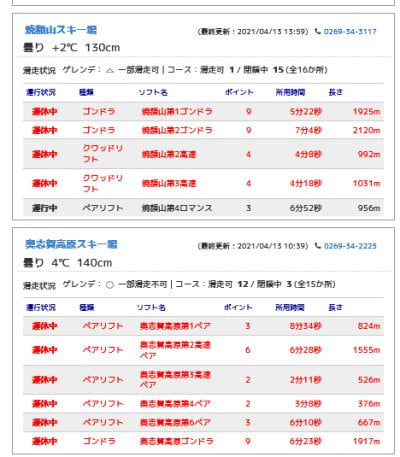 焼額山スキー場 (最終更新：2021/04/13 13:59) 0269-34-3117
曇り +2℃ 130cm
滑走状況 ゲレンデ：△ 一部滑走可 | コース：滑走可 1 / 閉鎖中 15 (全16か所)
運行状況 種類 リフト名 ポイント 所用時間 長さ
運休中 ゴンドラ 焼額山第1ゴンドラ 9 5分22秒 1925m
運休中 ゴンドラ 焼額山第2ゴンドラ 9 7分4秒 2120m
運休中 クワッドリフト 焼額山第2高速 4 4分8秒 992m
運休中 クワッドリフト 焼額山第3高速 4 4分18秒 1031m
運行中 ペアリフト 焼額山第4ロマンス 3 6分52秒 956m
奥志賀高原スキー場 (最終更新：2021/04/13 10:39) 0269-34-2225
曇り 4℃ 140cm
滑走状況 ゲレンデ：○ 一部滑走不可 | コース：滑走可 12 / 閉鎖中 3 (全15か所)
運行状況 種類 リフト名 ポイント 所用時間 長さ
運休中 ペアリフト 奥志賀高原第1ペア 3 8分34秒 824m
運休中 ペアリフト 奥志賀高原第2高速ペア 6 6分28秒 1555m
運休中 ペアリフト 奥志賀高原第3高速ペア 2 2分11秒 526m
運休中 ペアリフト 奥志賀高原第4ペア 2 3分8秒 376m
運休中 ペアリフト 奥志賀高原第6ペア 3 6分10秒 667m
運休中 ゴンドラ 奥志賀高原ゴンドラ 9 6分23秒 1917m